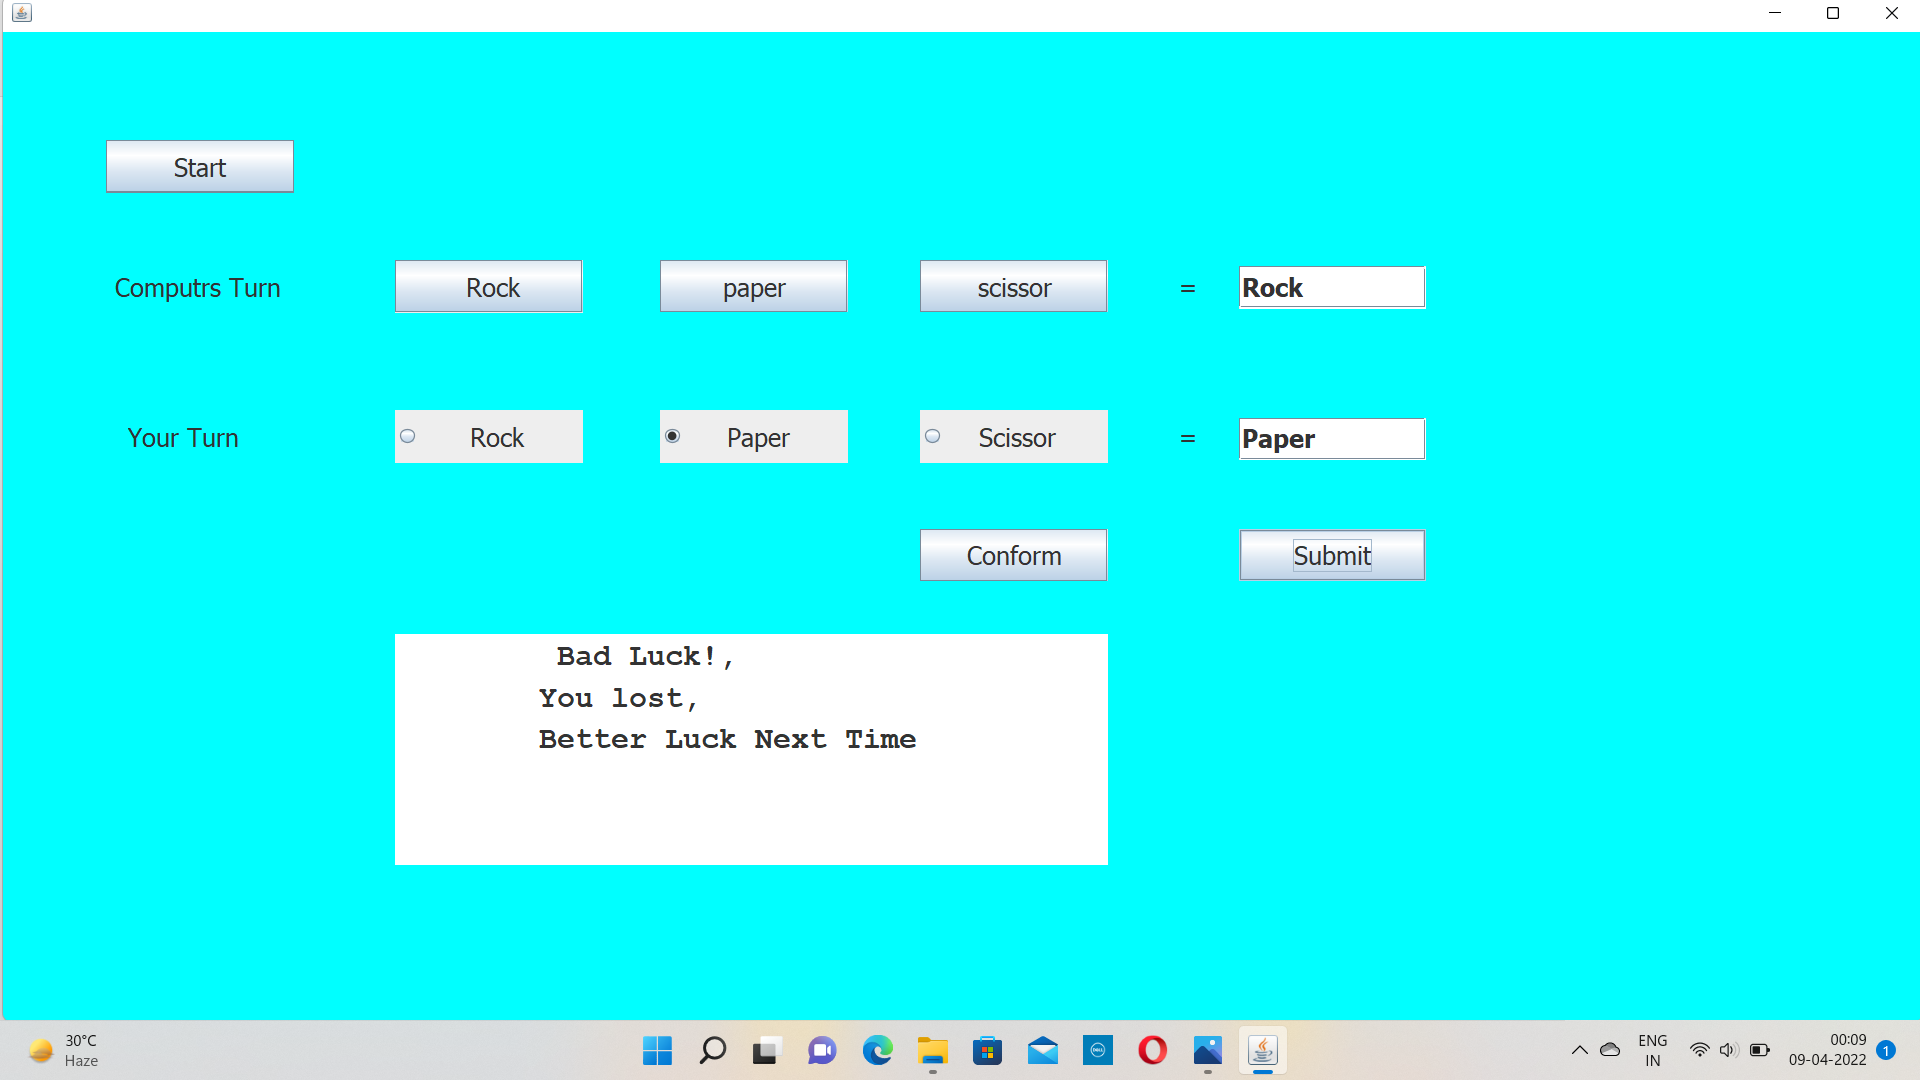 Start
Computrs Turn
Rock
paper
scissor
=
Rock
Your Turn
Rock
Paper
Scissor
=
Paper
Conform
Submit
Bad Luck!,
You lost,
Better Luck Next Time
30°C
Haze
DELL
ENG
IN
00:09
09-04-2022
1